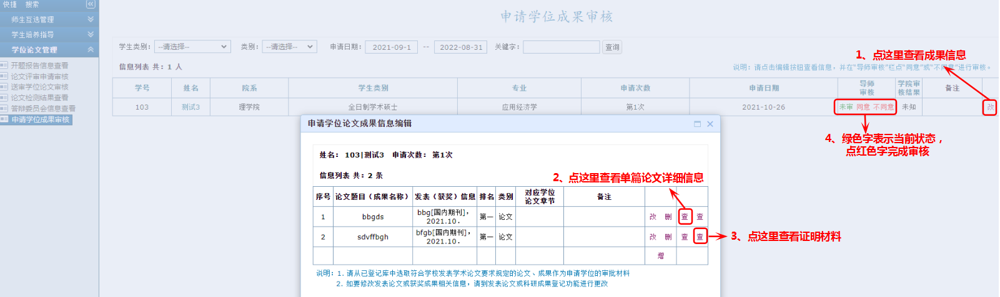 快捷 搜索
师生互选管理
学生培养指导
学位论文管理
开题报告信息查看
论文评审申请审核
送审学位论文审核
论文检测结果查看
答辩委员会信息查看
申请学位成果审核
申请学位成果审核
学生类别: --请选择-- 类别: --请选择-- 申请日期: 2021-09-1 -- 2022-08-31 关键字: 查询
信息列表 共: 1 人
1、点这里查看成果信息
说明: 请点击编辑按钮查看信息, 并在"导师审核"栏点"同意"或"不同意"进行审核。
学号 姓名 院系 学生类别 专业 申请次数 申请日期 导师审核 学院审核结果 备注
103 测试3 理学院 全日制学术硕士 应用经济学 第1次 2021-10-26 未审 同意 不同意 未知 改
4、绿色字表示当前状态，
点红色字完成审核
申请学位论文成果信息编辑
姓名: 103|测试3 申请次数: 第1次
信息列表 共: 2 条
2、点这里查看单篇论文详细信息
序号 论文题目（成果名称） 发表（获奖）信息 排名 类别 对应学位论文章节 备注
1 bbgds bbg[国内期刊], 2021.10. 第一 论文 改 删 查 查
2 sdvffbgh bfgb[国内期刊], 2021.10. 第一 论文 改 删 查 查
增
3、点这里查看证明材料
说明: 1. 请从已登记库中选取符合学校发表学术论文要求规定的论文、成果作为申请学位的审批材料
2. 如要修改发表论文或获奖成果相关信息, 请到发表论文或科研成果登记功能进行更改